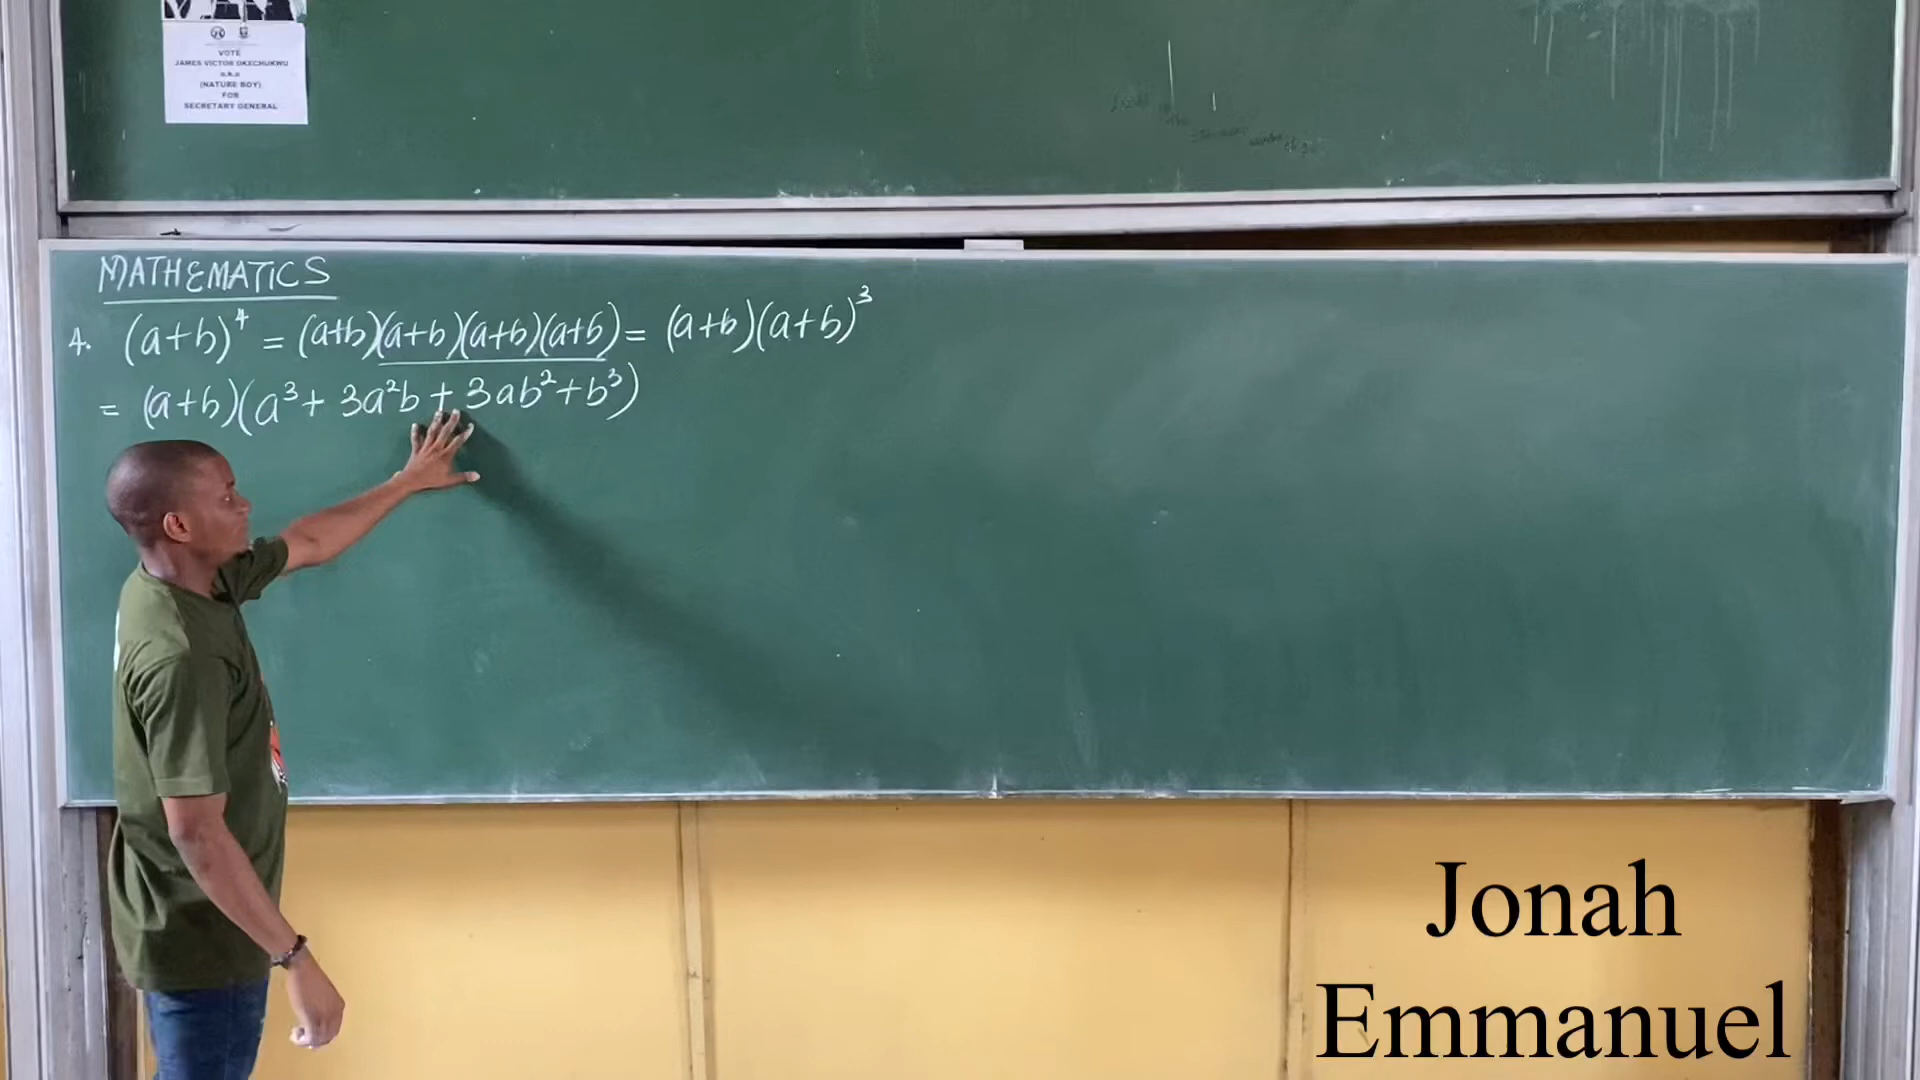 VOTE
JAMES VICTOR OKECHUKWU
a.k.a
(NATURE BOY)
FOR
SECRETARY GENERAL
MATHEMATICS
4. (a+b)⁴ = (a+b)(a+b)(a+b)(a+b) = (a+b)(a+b)³
= (a+b)(a³ + 3a²b + 3ab² + b³)
Jonah
Emmanuel